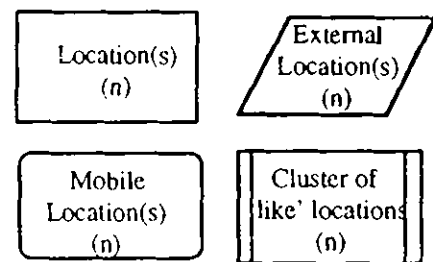 Location(s)
(n)
External
Location(s)
(n)
Mobile
Location(s)
(n)
Cluster of
like' locations
(n)